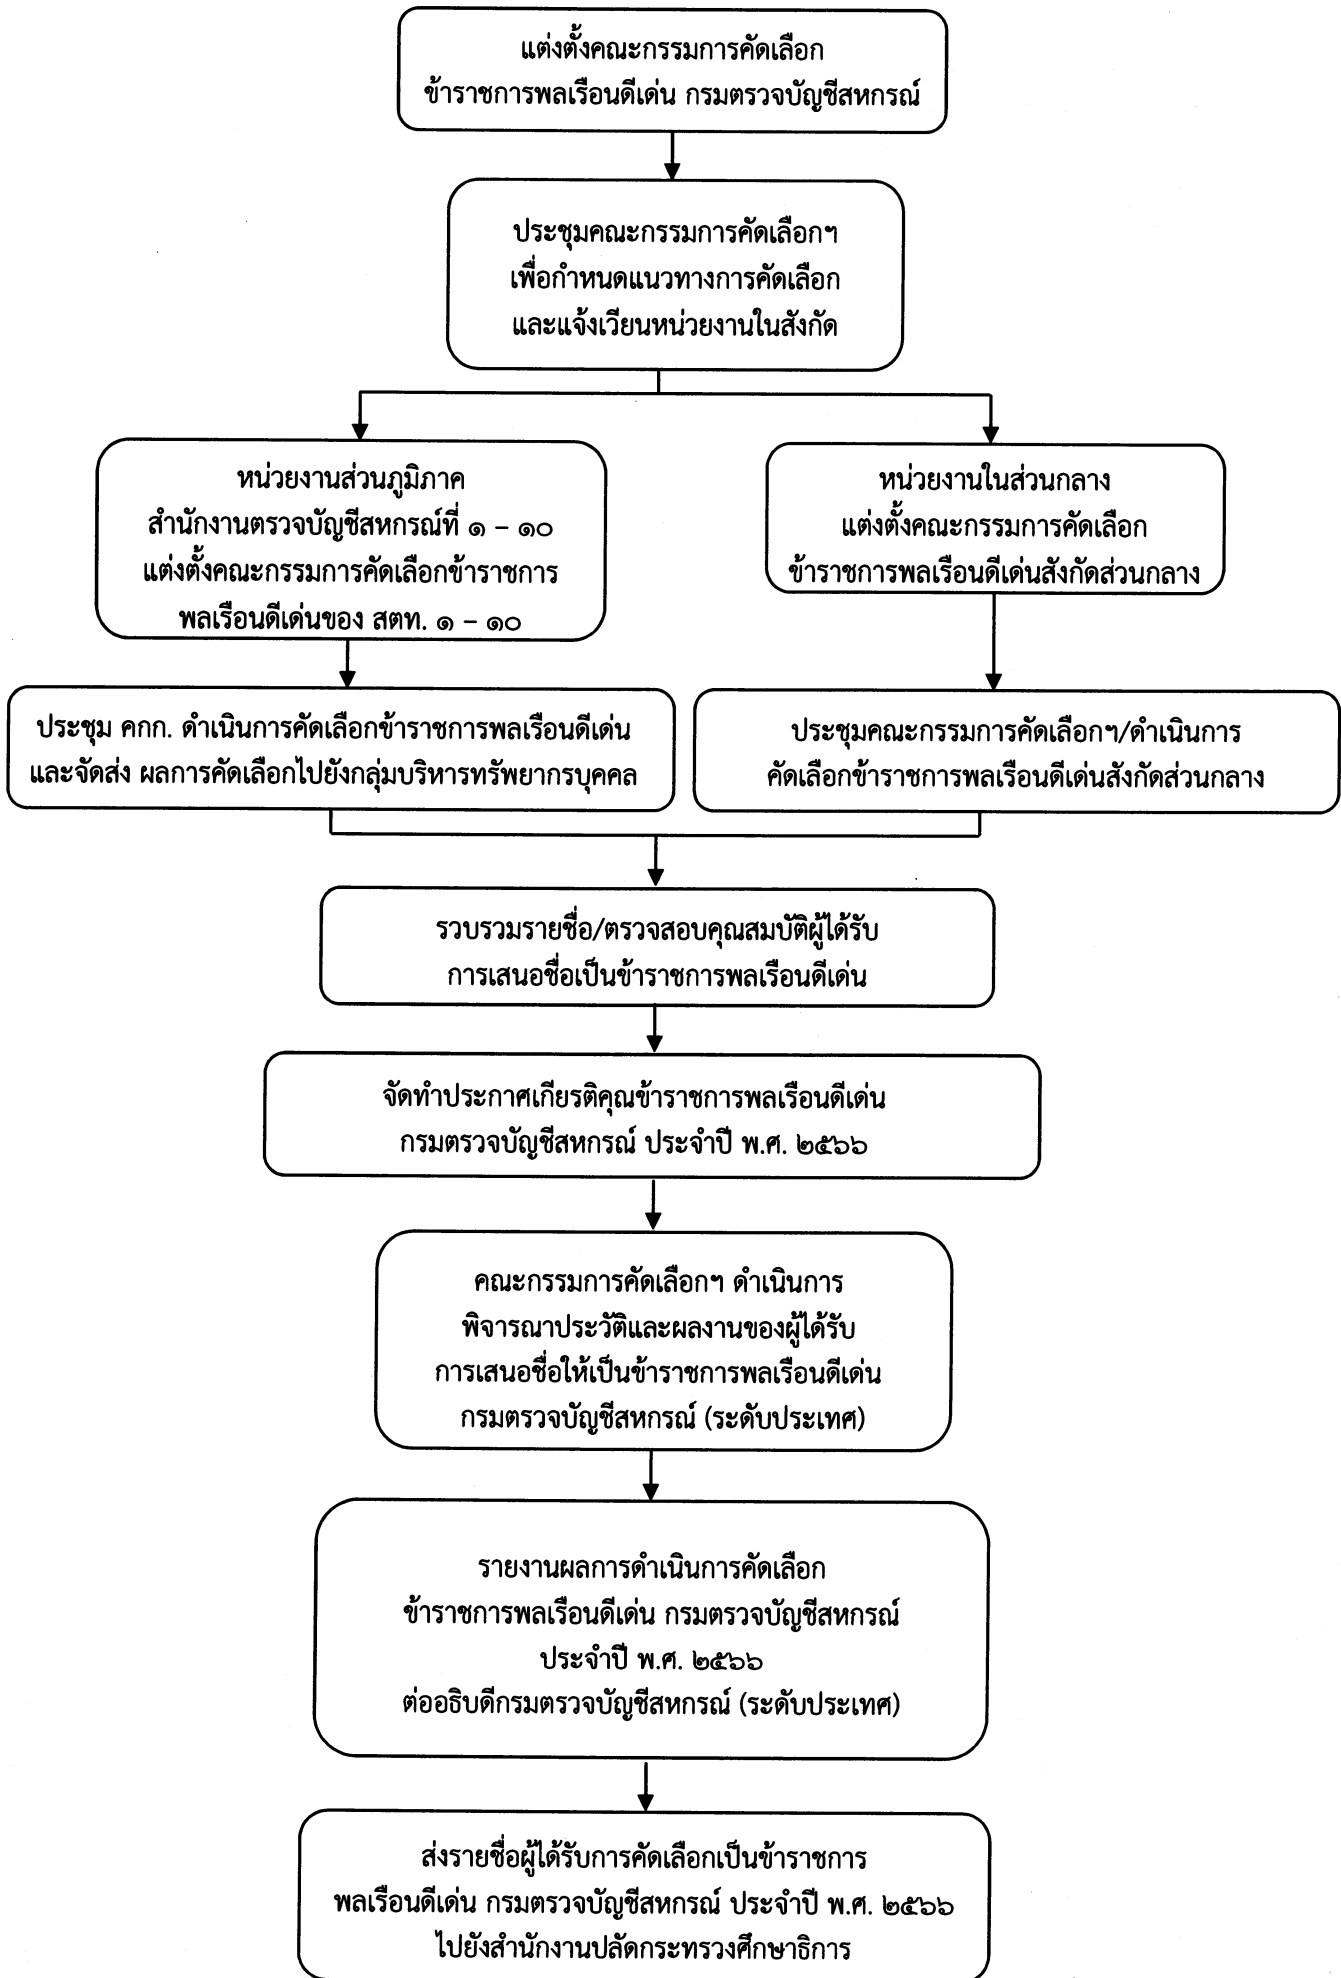 แต่งตั้งคณะกรรมการคัดเลือก
ข้าราชการพลเรือนดีเด่น กรมตรวจบัญชีสหกรณ์
ประชุมคณะกรรมการคัดเลือกฯ
เพื่อกำหนดแนวทางการคัดเลือก
และแจ้งเวียนหน่วยงานในสังกัด
หน่วยงานส่วนภูมิภาค
สำนักงานตรวจบัญชีสหกรณ์ที่ ๑ – ๑๐
แต่งตั้งคณะกรรมการคัดเลือกข้าราชการ
พลเรือนดีเด่นของ สตท. ๑ – ๑๐
หน่วยงานในส่วนกลาง
แต่งตั้งคณะกรรมการคัดเลือก
ข้าราชการพลเรือนดีเด่นสังกัดส่วนกลาง
ประชุม คกก. ดำเนินการคัดเลือกข้าราชการพลเรือนดีเด่น
และจัดส่ง ผลการคัดเลือกไปยังกลุ่มบริหารทรัพยากรบุคคล
ประชุมคณะกรรมการคัดเลือกฯ/ดำเนินการ
คัดเลือกข้าราชการพลเรือนดีเด่นสังกัดส่วนกลาง
รวบรวมรายชื่อ/ตรวจสอบคุณสมบัติผู้ได้รับ
การเสนอชื่อเป็นข้าราชการพลเรือนดีเด่น
จัดทำประกาศเกียรติคุณข้าราชการพลเรือนดีเด่น
กรมตรวจบัญชีสหกรณ์ ประจำปี พ.ศ. ๒๕๖๖
คณะกรรมการคัดเลือกฯ ดำเนินการ
พิจารณาประวัติและผลงานของผู้ได้รับ
การเสนอชื่อให้เป็นข้าราชการพลเรือนดีเด่น
กรมตรวจบัญชีสหกรณ์ (ระดับประเทศ)
รายงานผลการดำเนินการคัดเลือก
ข้าราชการพลเรือนดีเด่น กรมตรวจบัญชีสหกรณ์
ประจำปี พ.ศ. ๒๕๖๖
ต่ออธิบดีกรมตรวจบัญชีสหกรณ์ (ระดับประเทศ)
ส่งรายชื่อผู้ได้รับการคัดเลือกเป็นข้าราชการ
พลเรือนดีเด่น กรมตรวจบัญชีสหกรณ์ ประจำปี พ.ศ. ๒๕๖๖
ไปยังสำนักงานปลัดกระทรวงศึกษาธิการ